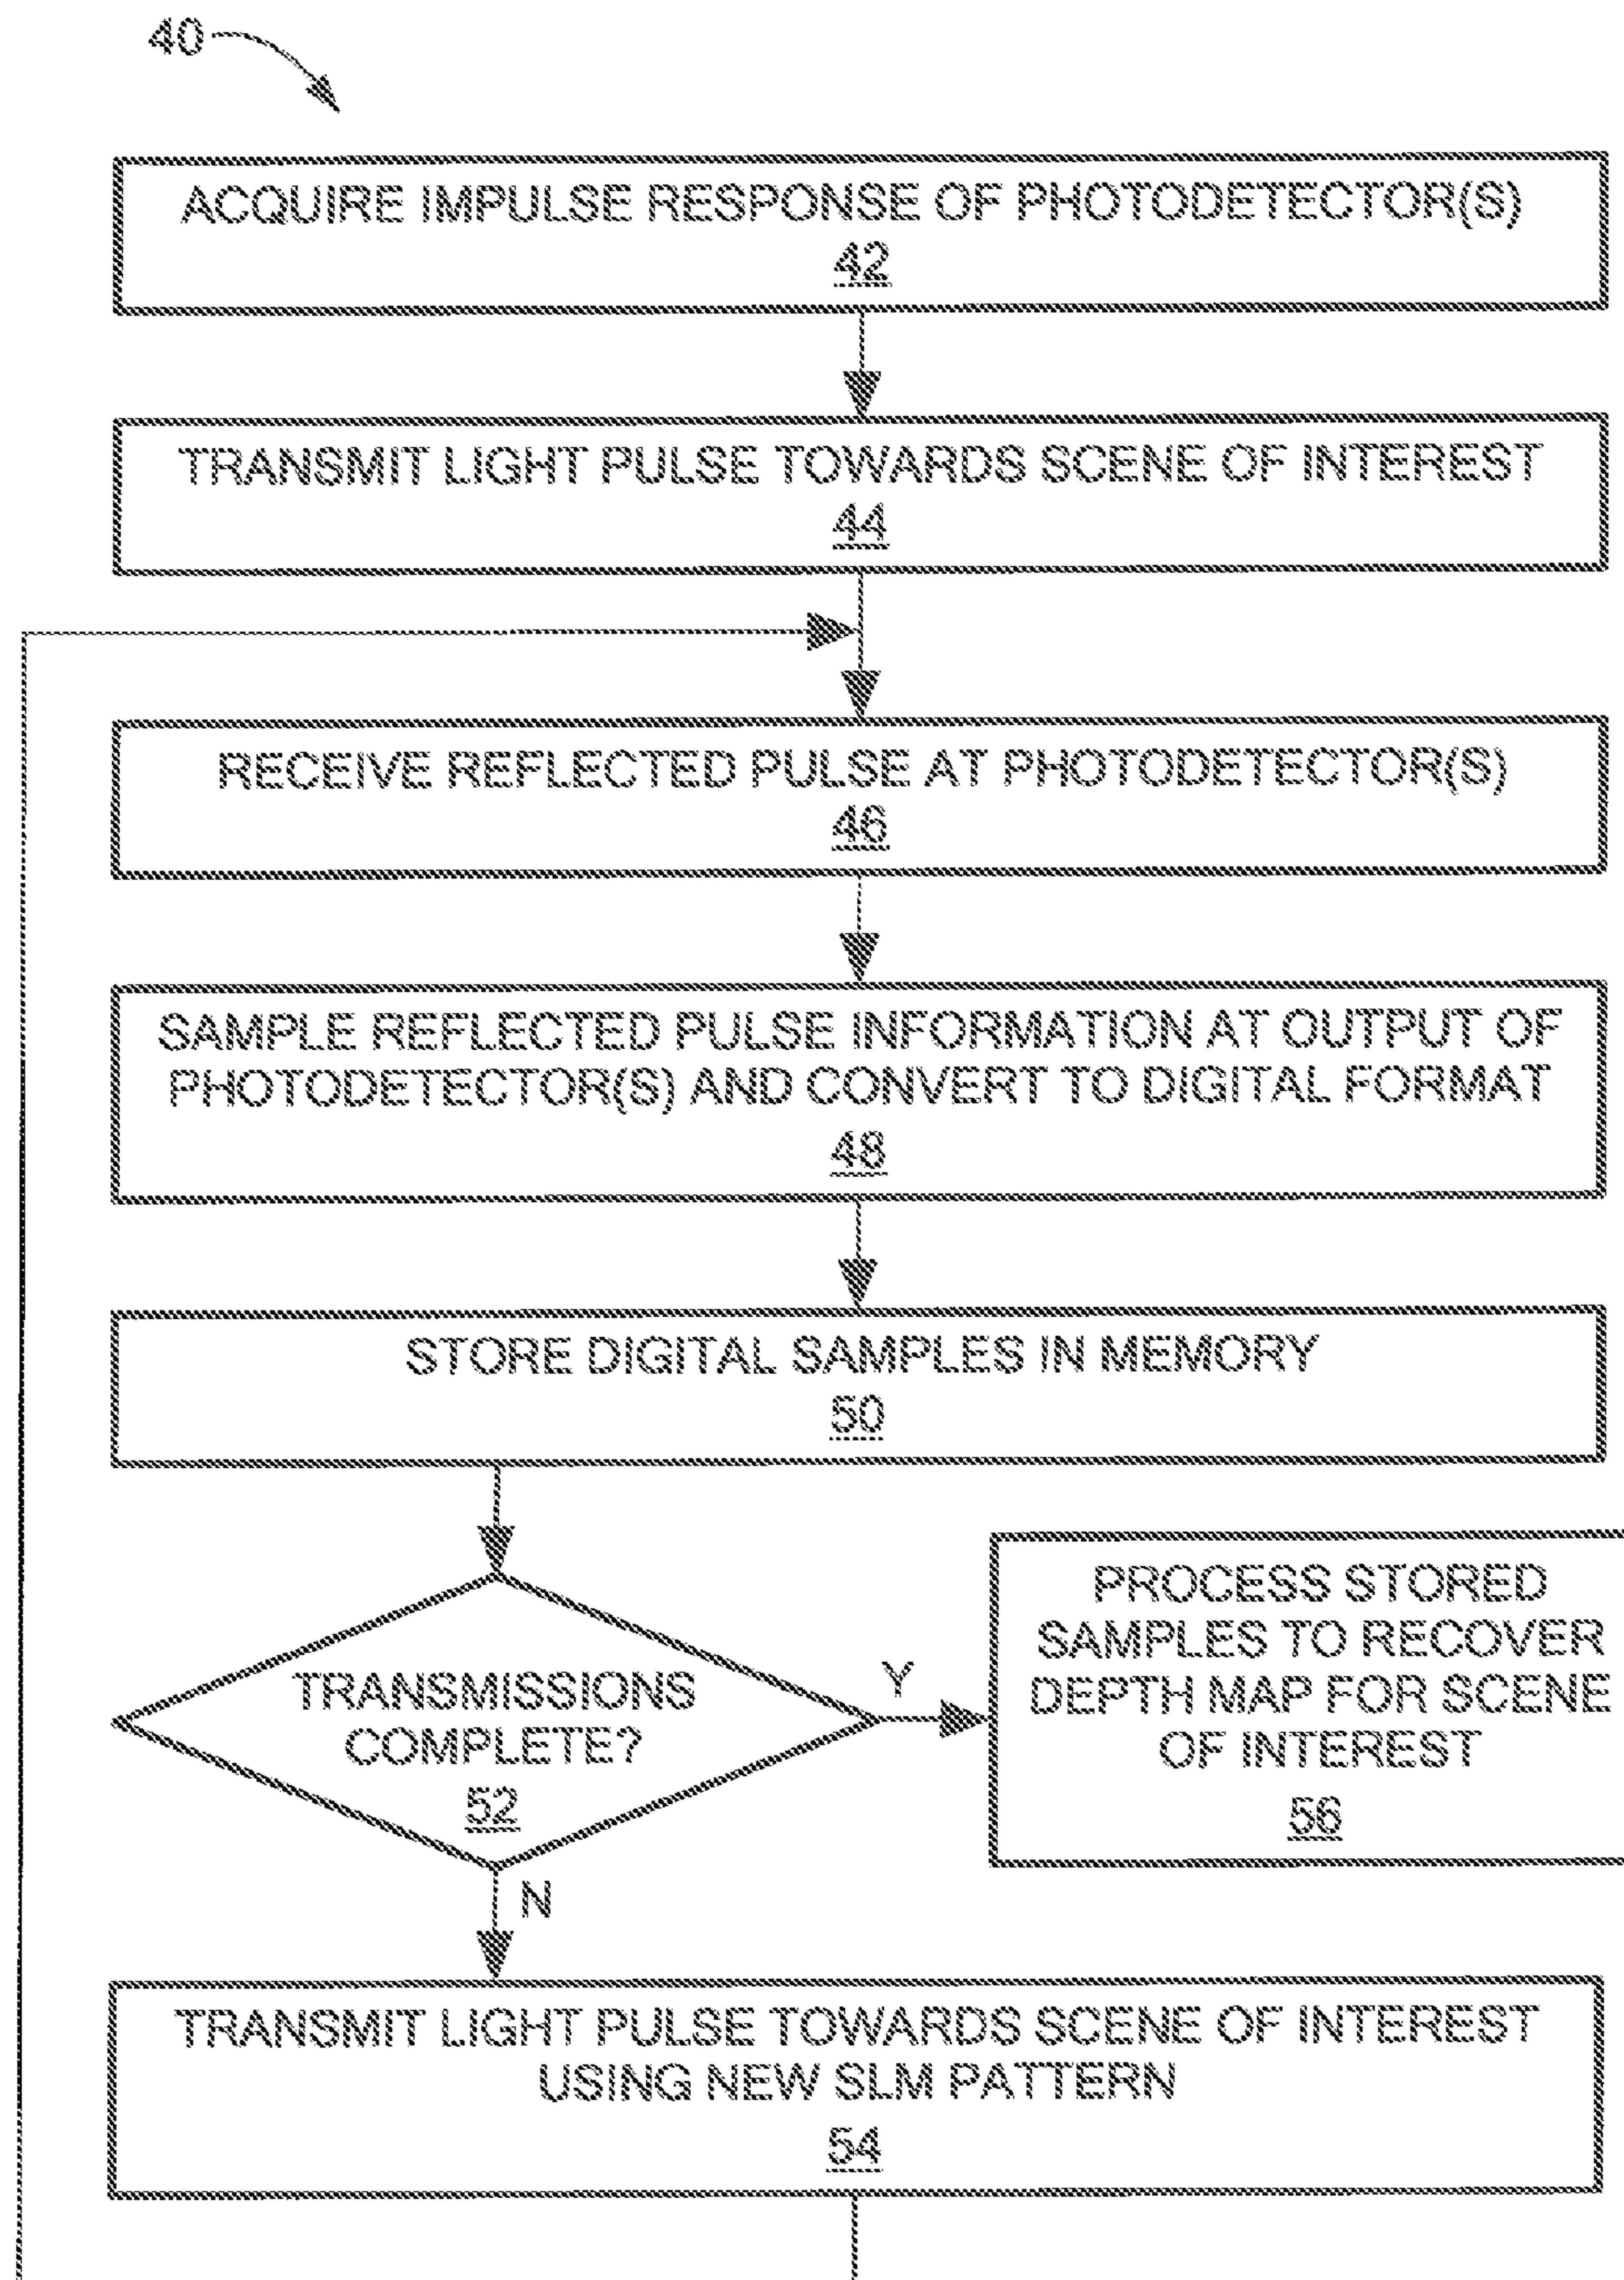 40
ACQUIRE IMPULSE RESPONSE OF PHOTODETECTOR(S)
42
TRANSMIT LIGHT PULSE TOWARDS SCENE OF INTEREST
44
RECEIVE REFLECTED PULSE AT PHOTODETECTOR(S)
46
SAMPLE REFLECTED PULSE INFORMATION AT OUTPUT OF
PHOTODETECTOR(S) AND CONVERT TO DIGITAL FORMAT
48
STORE DIGITAL SAMPLES IN MEMORY
50
TRANSMISSIONS
COMPLETE?
52
Y
PROCESS STORED
SAMPLES TO RECOVER
DEPTH MAP FOR SCENE
OF INTEREST
56
N
TRANSMIT LIGHT PULSE TOWARDS SCENE OF INTEREST
USING NEW SLM PATTERN
54